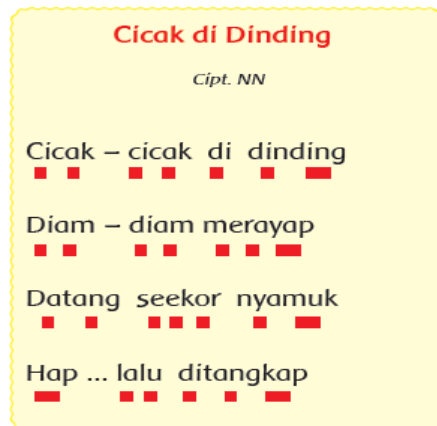 Cicak di Dinding
Cipt. NN
Cicak – cicak di dinding
Diam – diam merayap
Datang seekor nyamuk
Hap ... lalu ditangkap